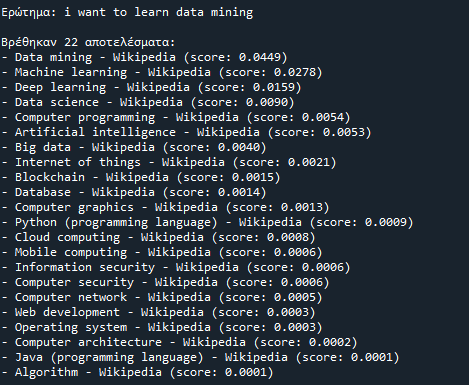 Ερώτημα: i want to learn data mining
Βρέθηκαν 22 αποτελέσματα:
- Data mining - Wikipedia (score: 0.0449)
- Machine learning - Wikipedia (score: 0.0278)
- Deep learning - Wikipedia (score: 0.0159)
- Data science - Wikipedia (score: 0.0090)
- Computer programming - Wikipedia (score: 0.0054)
- Artificial intelligence - Wikipedia (score: 0.0053)
- Big data - Wikipedia (score: 0.0040)
- Internet of things - Wikipedia (score: 0.0021)
- Blockchain - Wikipedia (score: 0.0015)
- Database - Wikipedia (score: 0.0014)
- Computer graphics - Wikipedia (score: 0.0013)
- Python (programming language) - Wikipedia (score: 0.0009)
- Cloud computing - Wikipedia (score: 0.0008)
- Mobile computing - Wikipedia (score: 0.0006)
- Information security - Wikipedia (score: 0.0006)
- Computer security - Wikipedia (score: 0.0006)
- Computer network - Wikipedia (score: 0.0005)
- Web development - Wikipedia (score: 0.0003)
- Operating system - Wikipedia (score: 0.0003)
- Computer architecture - Wikipedia (score: 0.0002)
- Java (programming language) - Wikipedia (score: 0.0001)
- Algorithm - Wikipedia (score: 0.0001)